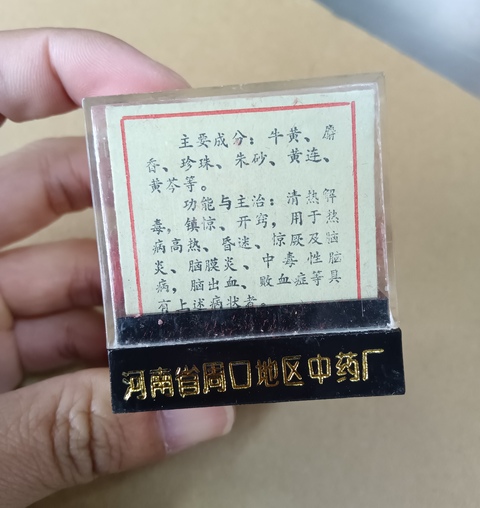 主要成分：牛黄、麝
香、珍珠、朱砂、黄连、
黄芩等。
功能与主治：清热解
毒，镇惊、开窍，用于热
病高热、昏迷、惊厥及脑
炎、脑膜炎、中毒性脑
病，脑出血、败血症等具
有上述病状者。
河南省周口地区中药厂